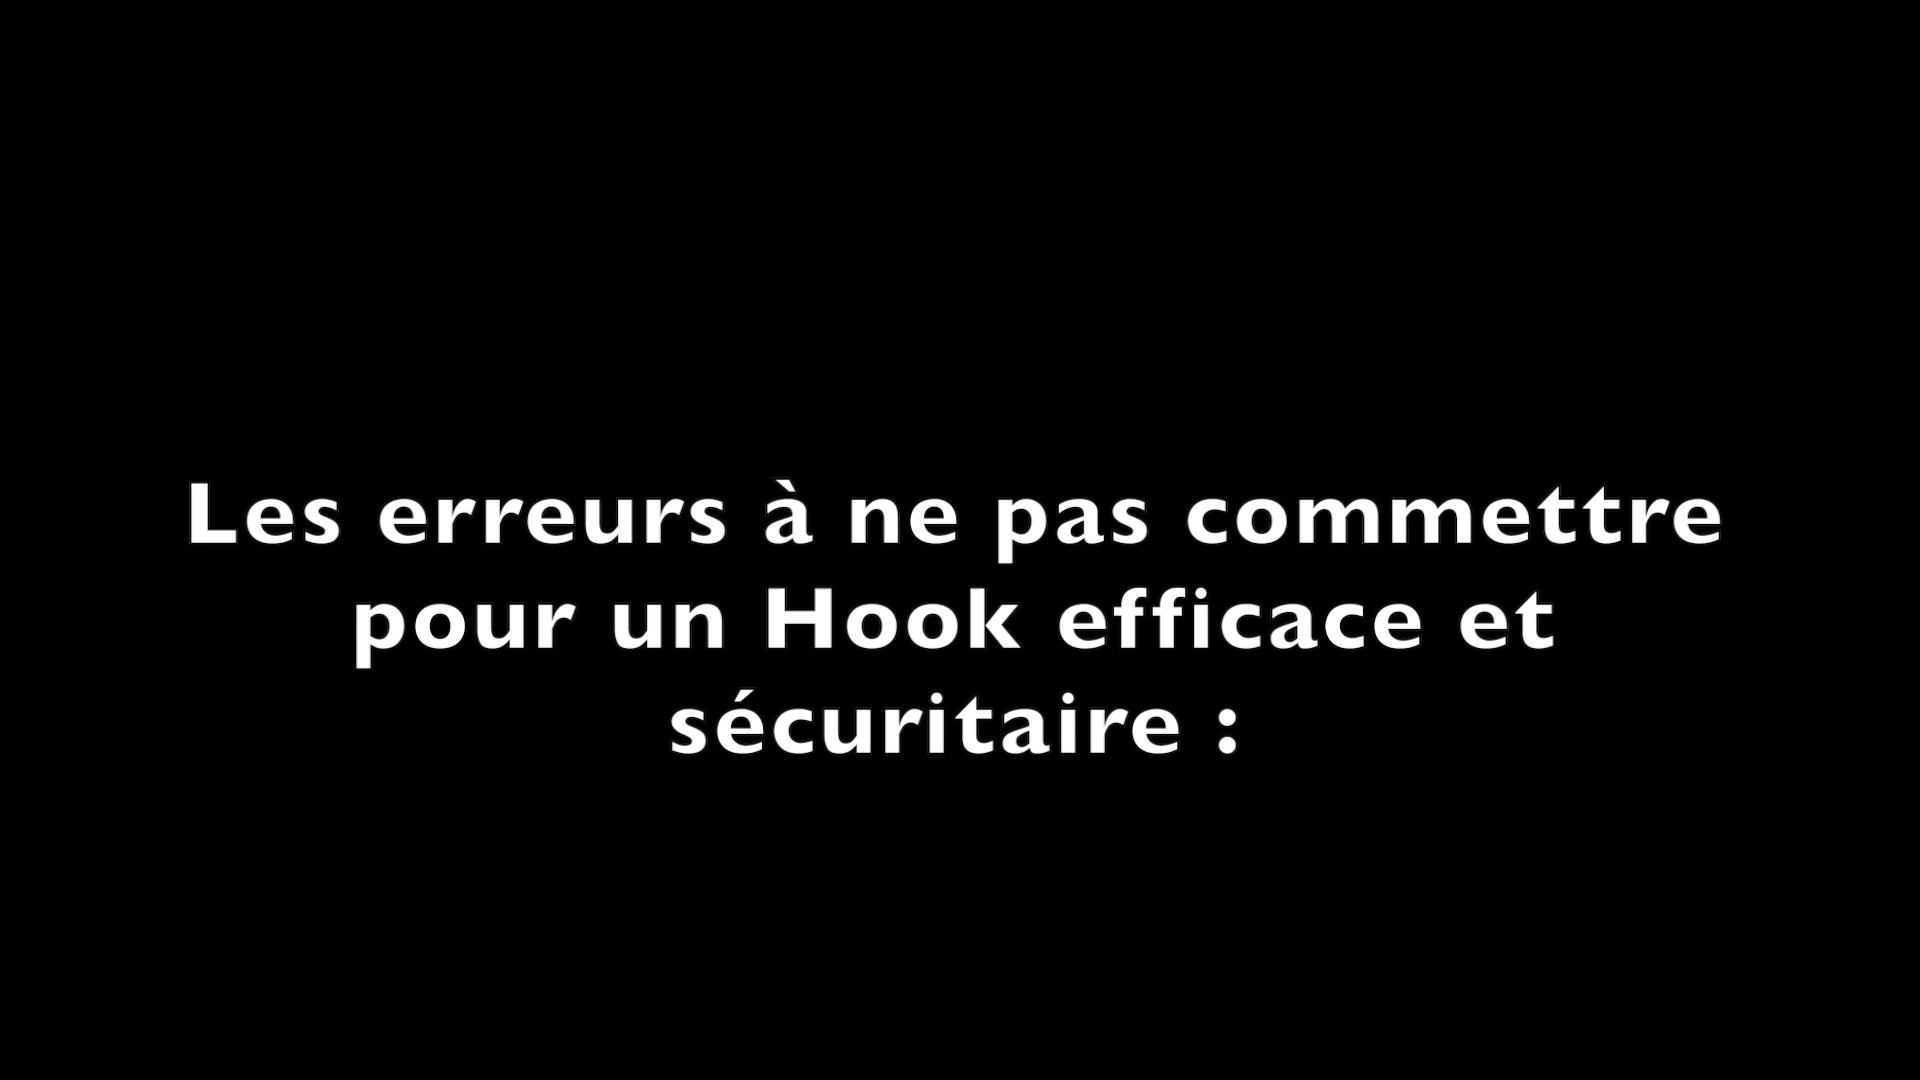 Les erreurs à ne pas commettre
pour un Hook efficace et
sécuritaire :